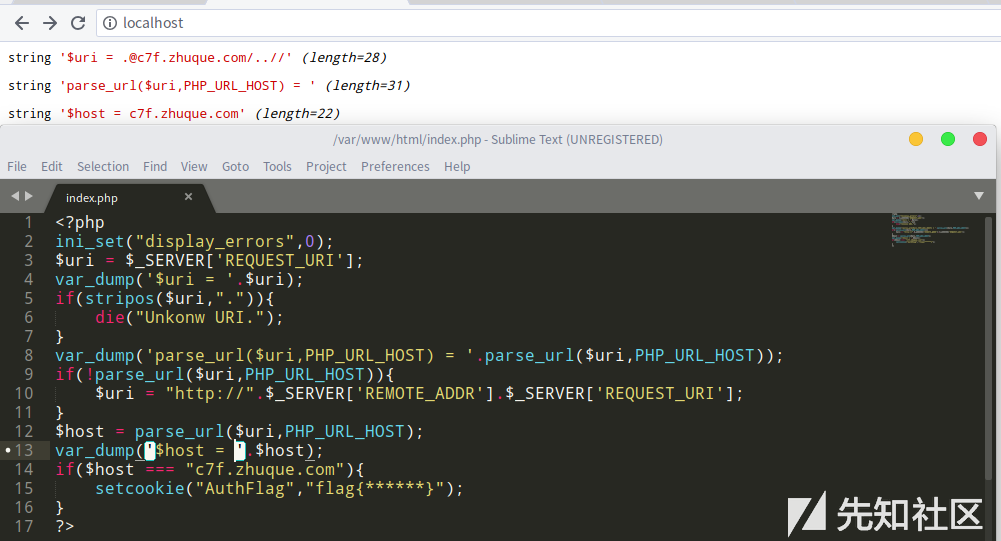 localhost
string '$uri = .@c7f.zhuque.com/..//' (length=28)
string 'parse_url($uri,PHP_URL_HOST) = ' (length=31)
string '$host = c7f.zhuque.com' (length=22)
/var/www/html/index.php - Sublime Text (UNREGISTERED)
File Edit Selection Find View Goto Tools Project Preferences Help
index.php
1 <?php
2 ini_set("display_errors",0);
3 $uri = $_SERVER['REQUEST_URI'];
4 var_dump('$uri = '.$uri);
5 if(stripos($uri,".")){
6     die("Unkonw URI.");
7 }
8 var_dump('parse_url($uri,PHP_URL_HOST) = '.parse_url($uri,PHP_URL_HOST));
9 if(!parse_url($uri,PHP_URL_HOST)){
10     $uri = "http://".$_SERVER['REMOTE_ADDR'].$_SERVER['REQUEST_URI'];
11 }
12 $host = parse_url($uri,PHP_URL_HOST);
13 var_dump('$host = '.$host);
14 if($host === "c7f.zhuque.com"){
15     setcookie("AuthFlag","flag{******}");
16 }
17 ?>
先知社区